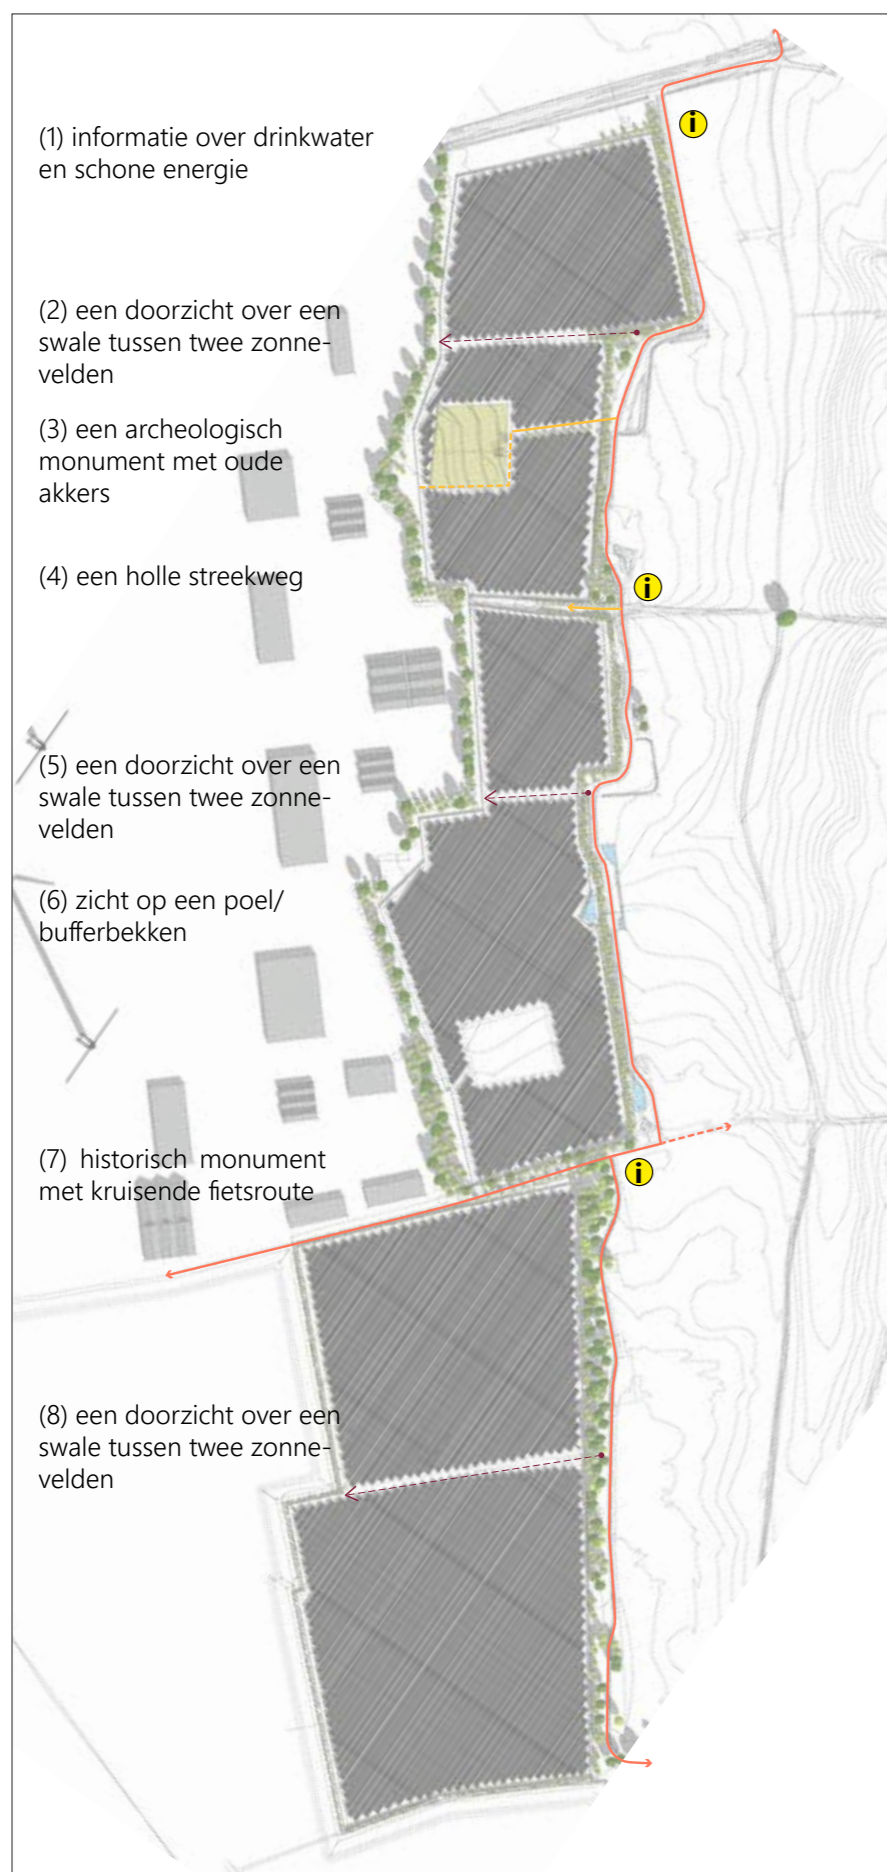 (1) informatie over drinkwater
en schone energie
i
(2) een doorzicht over een
swale tussen twee zonne-
velden
(3) een archeologisch
monument met oude
akkers
(4) een holle streekweg
i
(5) een doorzicht over een
swale tussen twee zonne-
velden
(6) zicht op een poel/
bufferbekken
(7) historisch monument
met kruisende fietsroute
i
(8) een doorzicht over een
swale tussen twee zonne-
velden